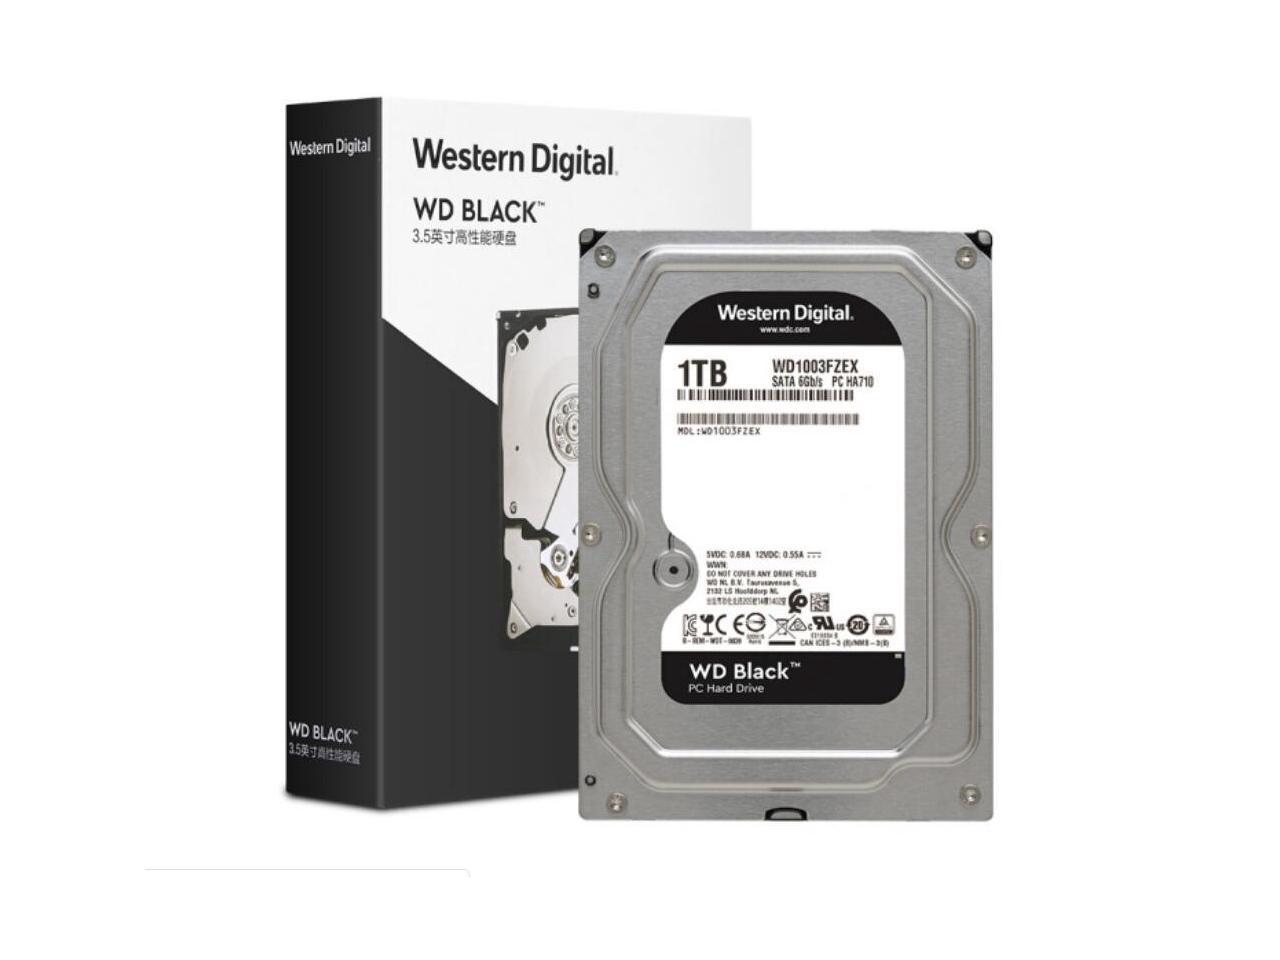 Western Digital
Western Digital.
WD BLACK™
3.5英寸高性能硬盘
WD BLACK™
3.5英寸高性能硬盘
Western Digital.
www.wdc.com
1TB
WD1003FZEX
SATA 6Gb/s PC HA710
MDL:WD1003FZEX
5VDC: 0.68A 12VDC: 0.55A
WWN:
DO NOT COVER ANY DRIVE HOLES
WD NL B.V. Taurusavenue 5,
2132 LS Hoofddorp NL
CAN ICES-3 (B)/NMB-3(B)
WD Black™
PC Hard Drive